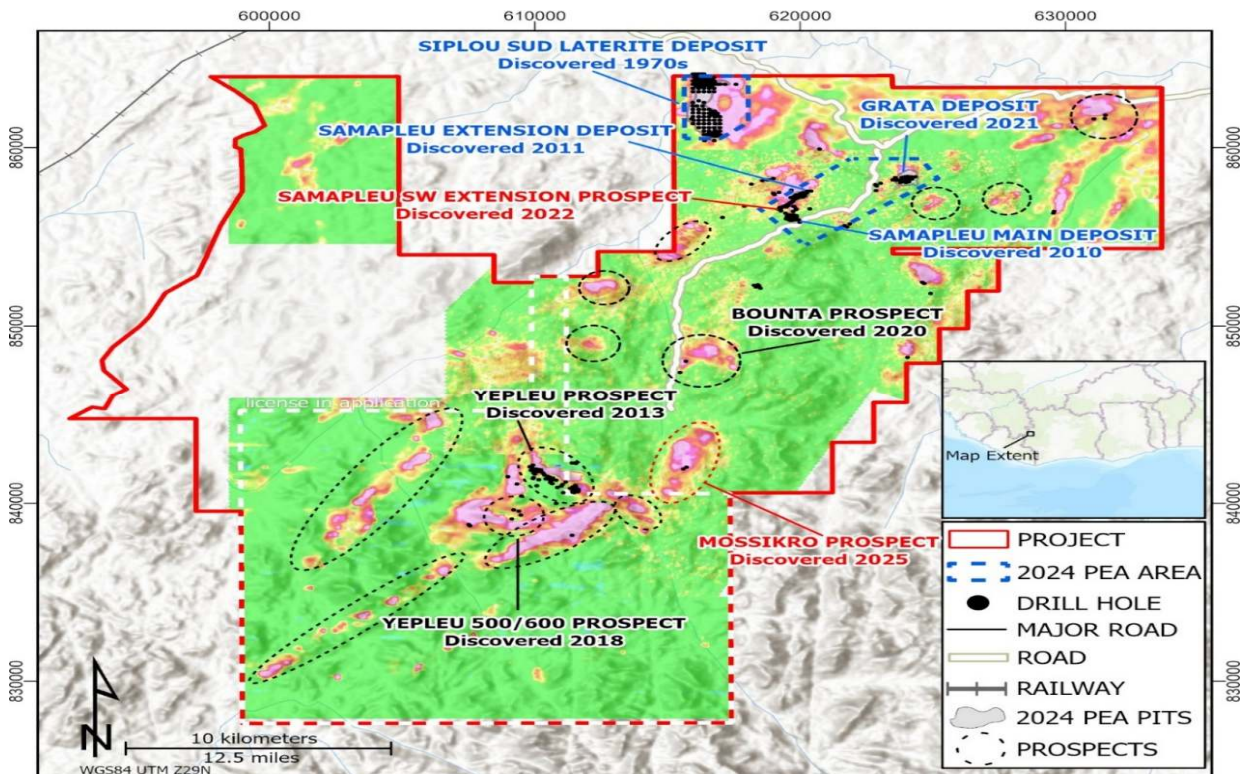 600000
610000
620000
630000
SIPLOU SUD LATERITE DEPOSIT
Discovered 1970s
GRATA DEPOSIT
Discovered 2021
SAMAPLEU EXTENSION DEPOSIT
Discovered 2011
860000
860000
SAMAPLEU SW EXTENSION PROSPECT
Discovered 2022
SAMAPLEU MAIN DEPOSIT
Discovered 2010
850000
850000
BOUNTA PROSPECT
Discovered 2020
license in application
YEPLEU PROSPECT
Discovered 2013
Map Extent
840000
840000
MOSSIKRO PROSPECT
Discovered 2025
YEPLEU 500/600 PROSPECT
Discovered 2018
830000
830000
PROJECT
2024 PEA AREA
DRILL HOLE
MAJOR ROAD
ROAD
RAILWAY
2024 PEA PITS
PROSPECTS
N
10 kilometers
12.5 miles
WGS84 UTM Z29N